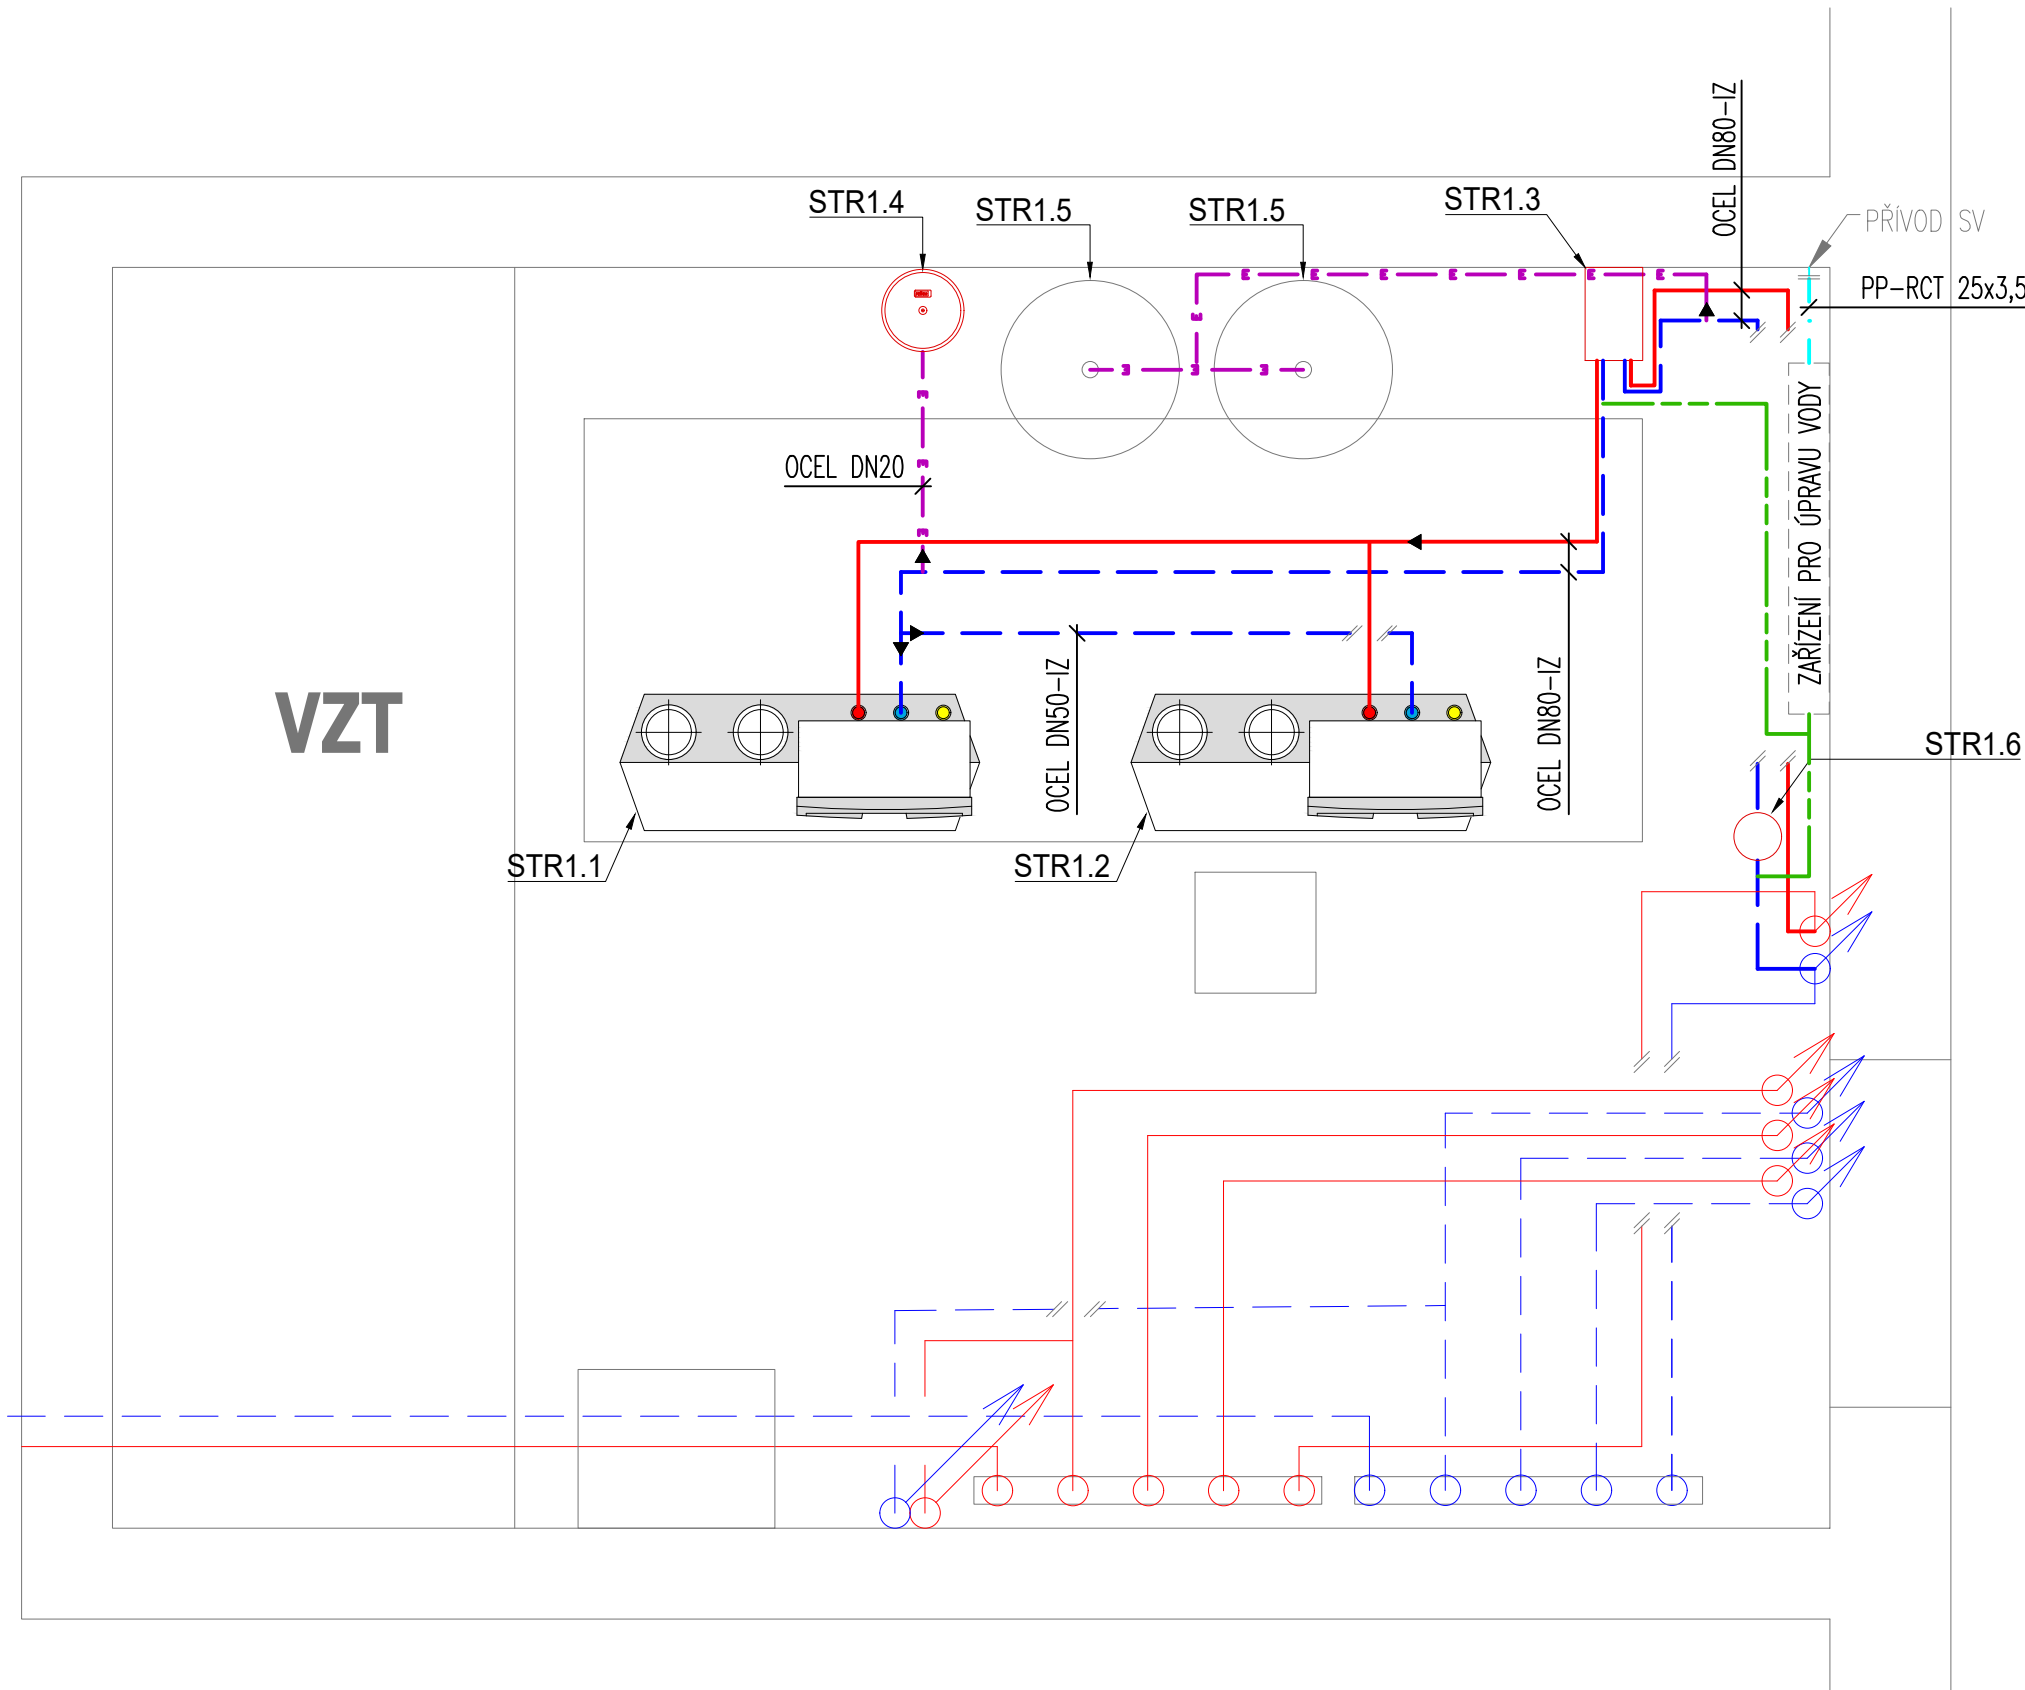 OCEL DN80-IZ
STR1.4
STR1.5
STR1.5
STR1.3
PŘÍVOD SV
PP-RCT 25x3,5
OCEL DN20
ZAŘÍZENÍ PRO ÚPRAVU VODY
VZT
OCEL DN50-IZ
OCEL DN80-IZ
STR1.6
STR1.1
STR1.2
E E E E E E E
E
E E E
E
E
E